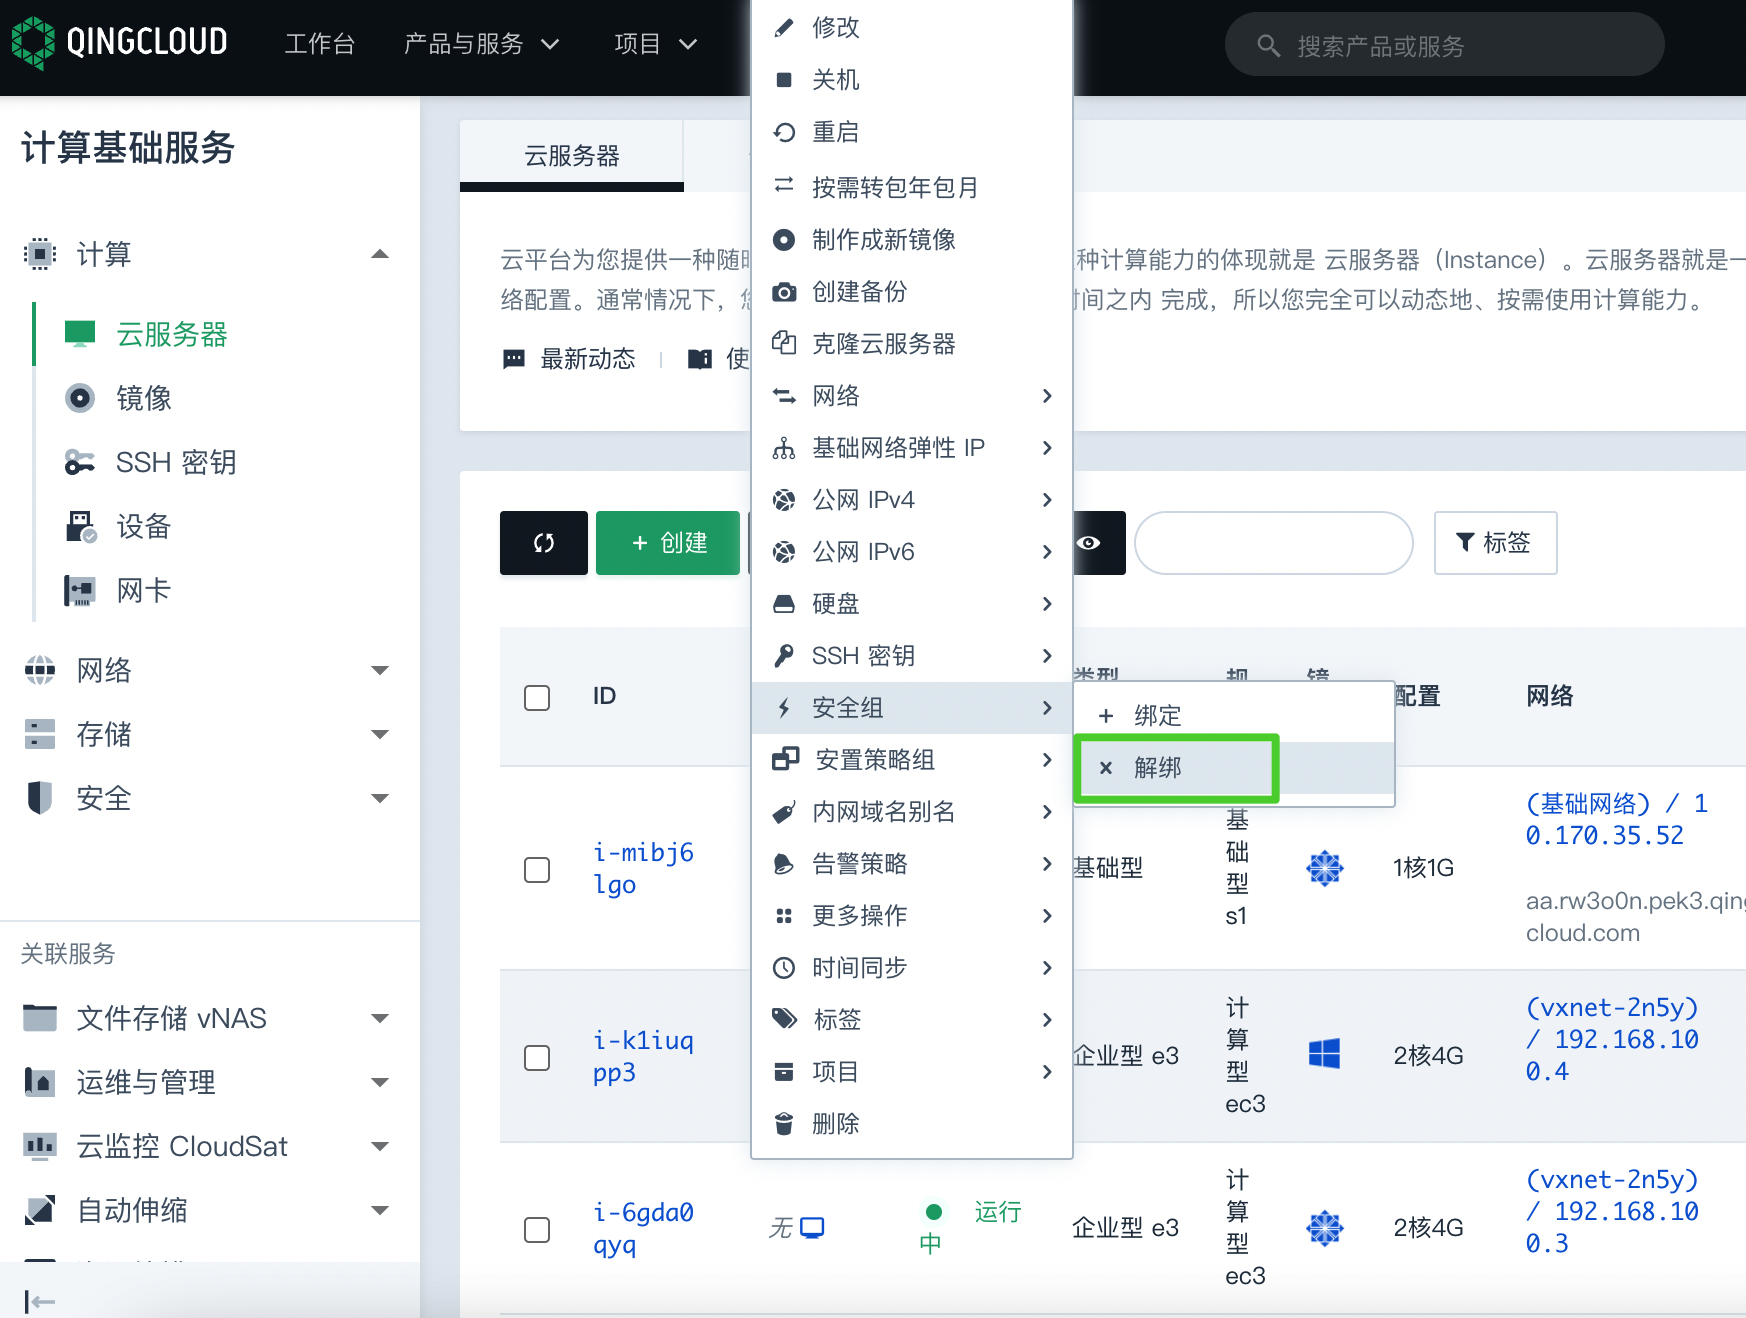 QINGCLOUD
工作台
产品与服务
项目
搜索产品或服务
计算基础服务
计算
云服务器
镜像
SSH 密钥
设备
网卡
网络
存储
安全
关联服务
文件存储 vNAS
运维与管理
云监控 CloudSat
自动伸缩
云服务器
云平台为您提供一种随
种计算能力的体现就是 云服务器（Instance）。云服务器就是一
络配置。通常情况下，
间之内 完成，所以您完全可以动态地、按需使用计算能力。
最新动态
使
创建
标签
修改
关机
重启
按需转包年包月
制作成新镜像
创建备份
克隆云服务器
网络
基础网络弹性 IP
公网 IPv4
公网 IPv6
硬盘
SSH 密钥
安全组
安置策略组
内网域名别名
告警策略
更多操作
时间同步
标签
项目
删除
绑定
解绑
ID
类型
配置
网络
i-mibj6
lgo
基础型
基
础
型
s1
1核1G
(基础网络) / 1
0.170.35.52
aa.rw3o0n.pek3.qing
cloud.com
i-k1iuq
pp3
企业型 e3
计
算
型
ec3
2核4G
(vxnet-2n5y)
/ 192.168.10
0.4
i-6gda0
qyq
无
运行
中
企业型 e3
计
算
型
ec3
2核4G
(vxnet-2n5y)
/ 192.168.10
0.3